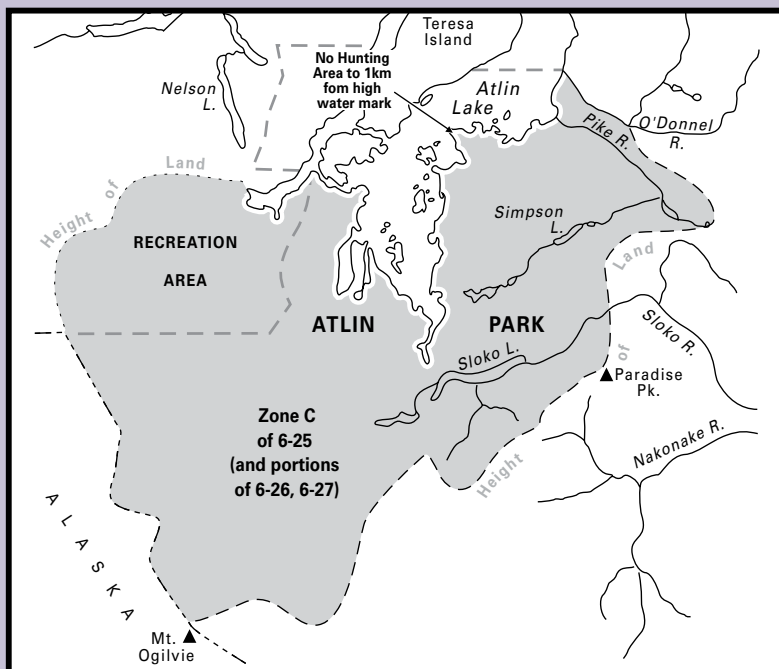 Teresa
Island
No Hunting
Area to 1km
fom high
water mark
Nelson
L.
Atlin
Lake
Pike R.
O'Donnel
R.
Height of Land
RECREATION
AREA
Simpson
L.
Land
ATLIN
PARK
Sloko R.
Sloko L.
of
Paradise
Pk.
Zone C
of 6-25
(and portions
of 6-26, 6-27)
Nakonake R.
Height
ALASKA
Mt.
Ogilvie